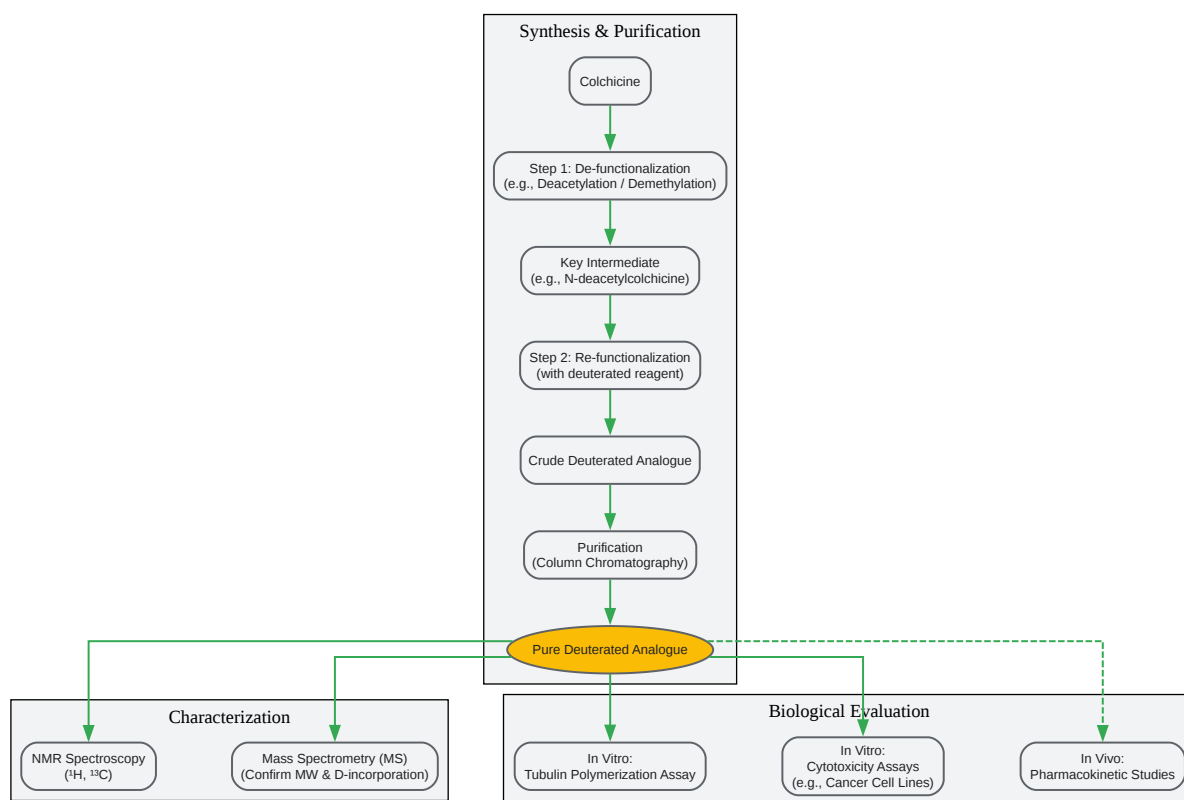 Synthesis & Purification
Colchicine
Step 1: De-functionalization
(e.g., Deacetylation / Demethylation)
Key Intermediate
(e.g., N-deacetylcolchicine)
Step 2: Re-functionalization
(with deuterated reagent)
Crude Deuterated Analogue
Purification
(Column Chromatography)
Pure Deuterated Analogue
Characterization
NMR Spectroscopy
(¹H, ¹³C)
Mass Spectrometry (MS)
(Confirm MW & D-incorporation)
Biological Evaluation
In Vitro:
Tubulin Polymerization Assay
In Vitro:
Cytotoxicity Assays
(e.g., Cancer Cell Lines)
In Vivo:
Pharmacokinetic Studies